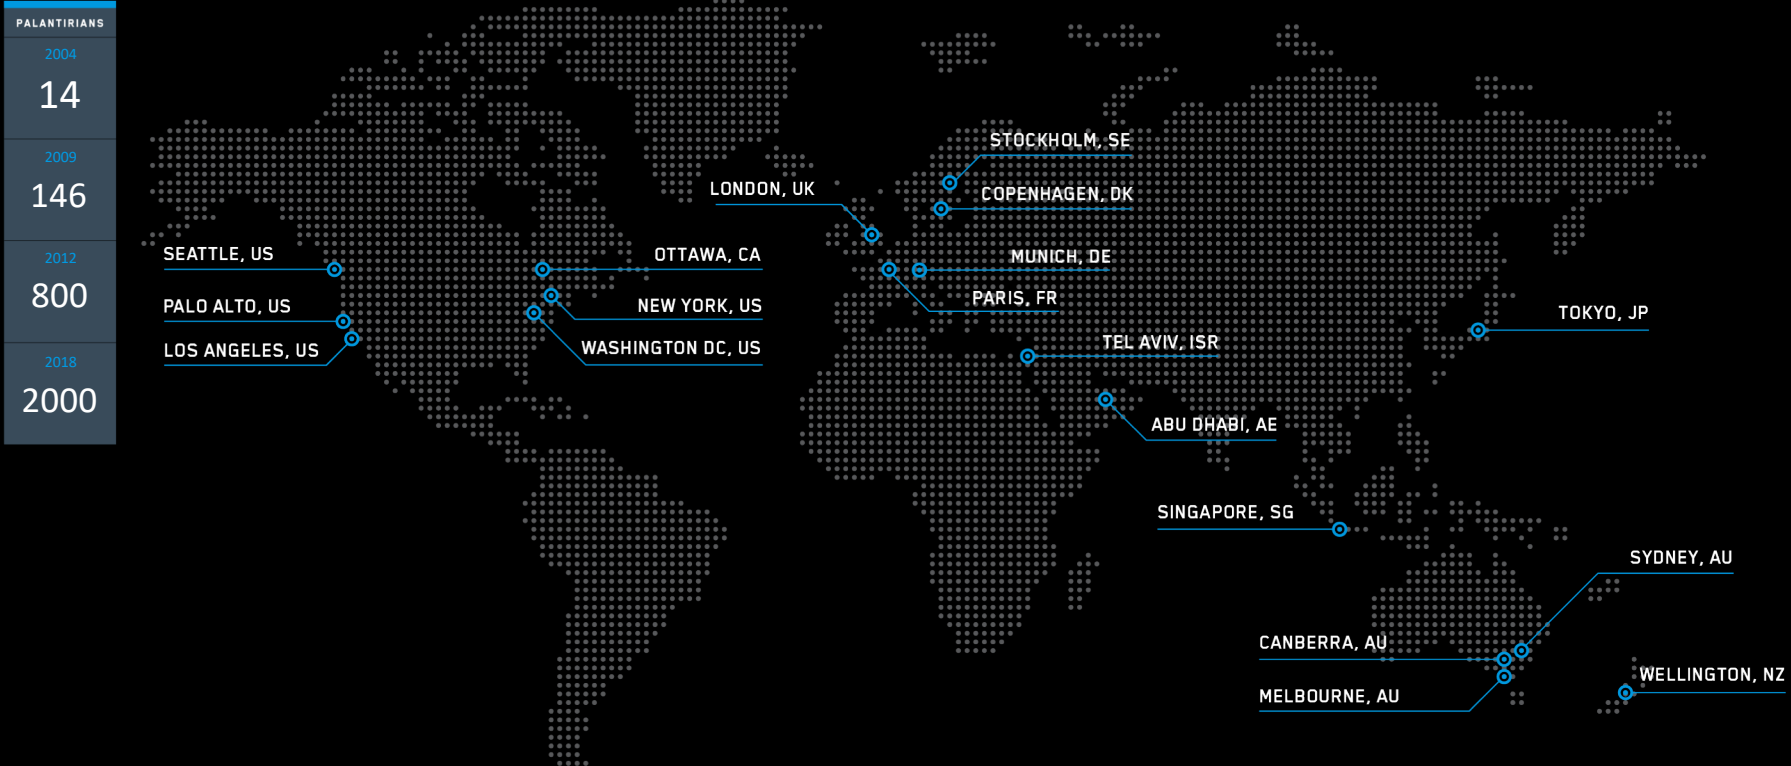 PALANTIRIANS
2004
14
2009
146
2012
800
2018
2000
STOCKHOLM, SE
LONDON, UK
COPENHAGEN, DK
SEATTLE, US
OTTAWA, CA
MUNICH, DE
PALO ALTO, US
NEW YORK, US
PARIS, FR
TOKYO, JP
LOS ANGELES, US
WASHINGTON DC, US
TEL AVIV, ISR
ABU DHABI, AE
SINGAPORE, SG
SYDNEY, AU
CANBERRA, AU
WELLINGTON, NZ
MELBOURNE, AU